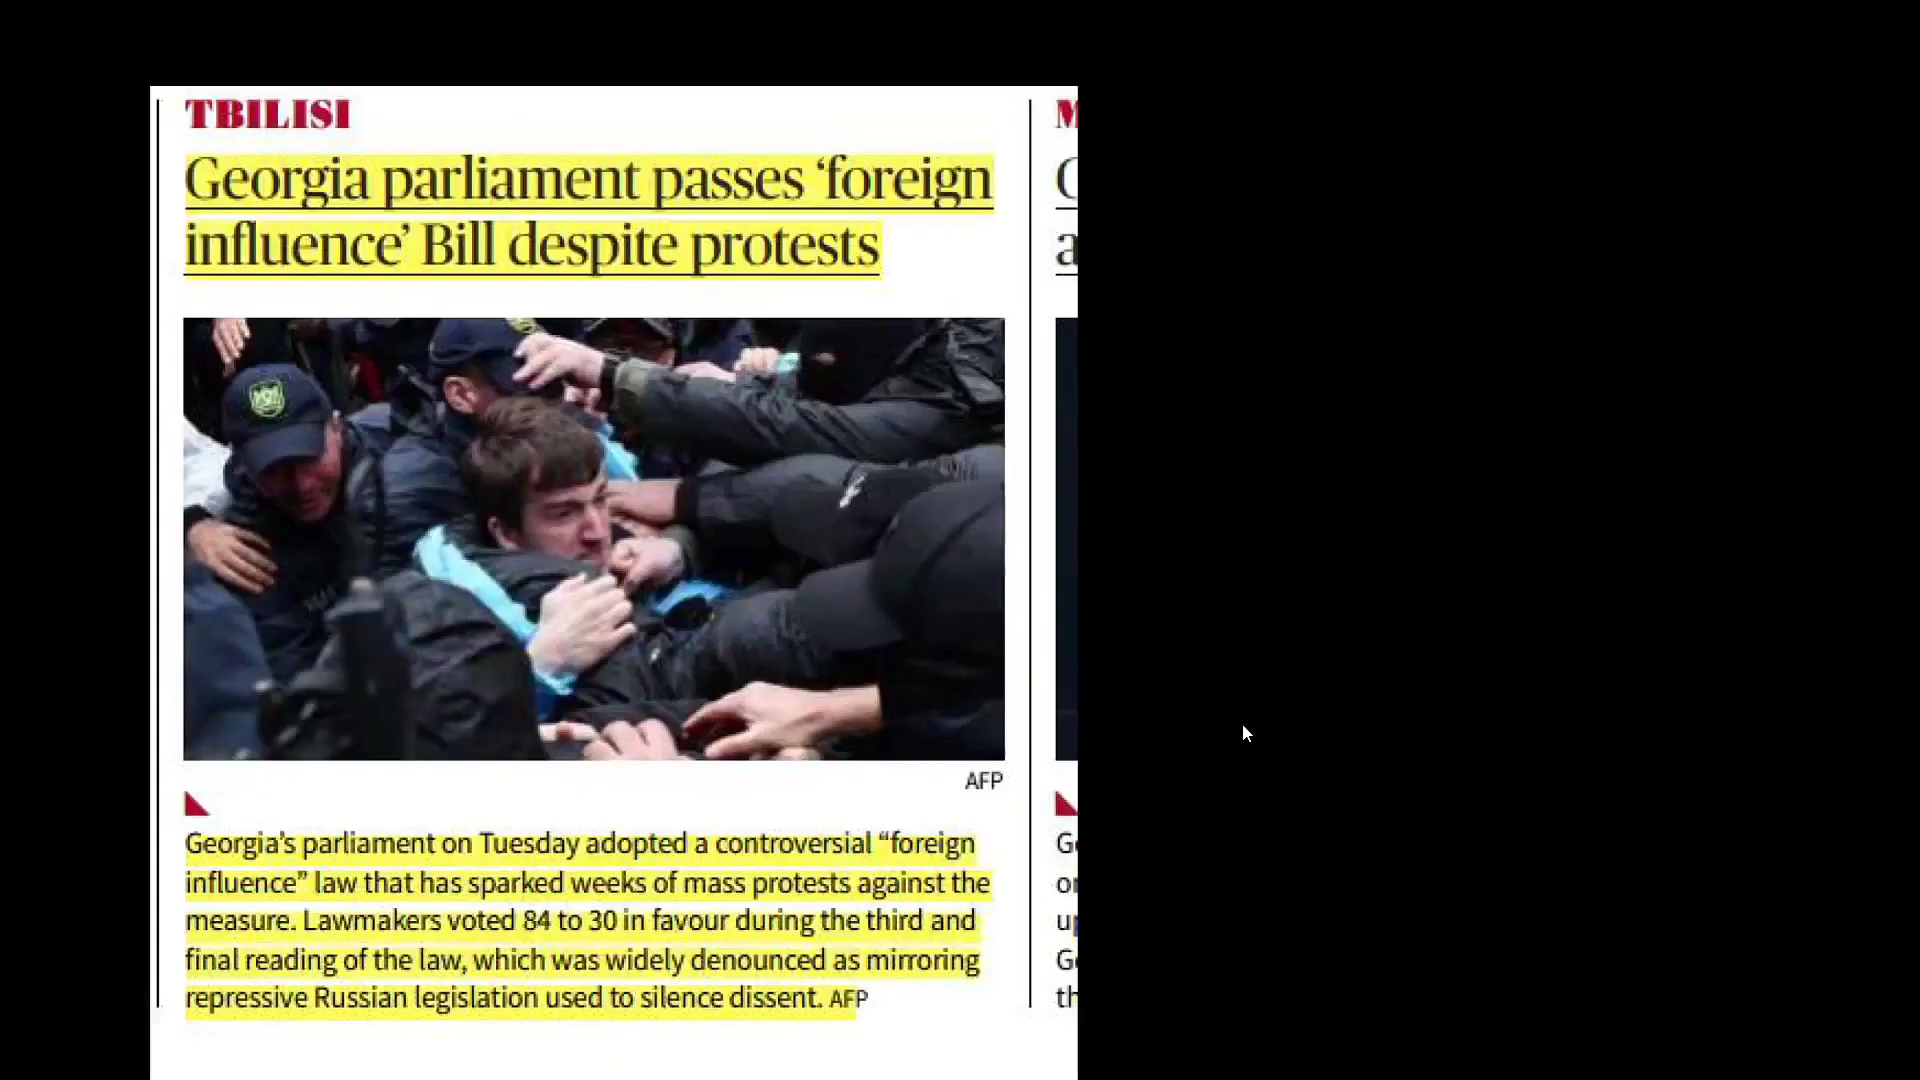 TBILISI
Georgia parliament passes ‘foreign
influence’ Bill despite protests
AFP
Georgia’s parliament on Tuesday adopted a controversial “foreign
influence” law that has sparked weeks of mass protests against the
measure. Lawmakers voted 84 to 30 in favour during the third and
final reading of the law, which was widely denounced as mirroring
repressive Russian legislation used to silence dissent. AFP